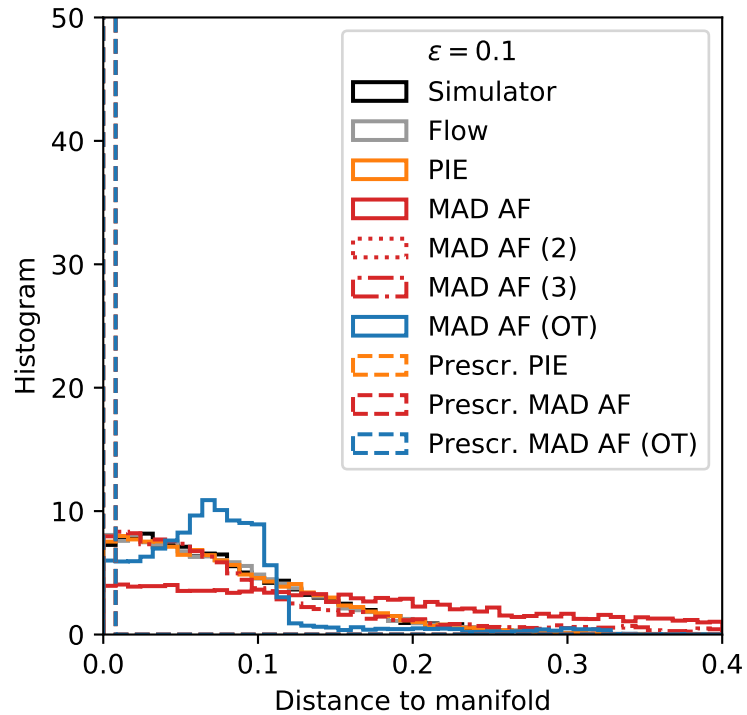 50
40
30
20
10
0
Histogram
0.0
0.1
0.2
0.3
0.4
Distance to manifold
ε = 0.1
Simulator
Flow
PIE
MAD AF
MAD AF (2)
MAD AF (3)
MAD AF (OT)
Prescr. PIE
Prescr. MAD AF
Prescr. MAD AF (OT)